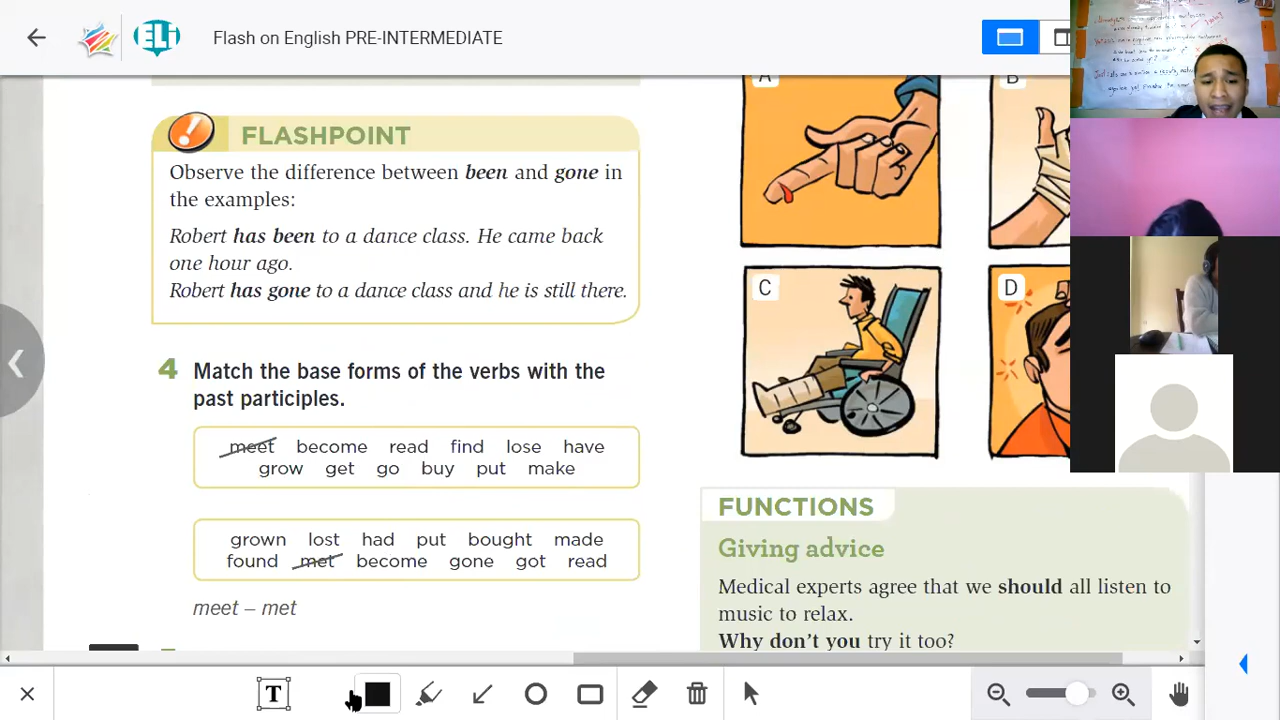 ELi Flash on English PRE-INTERMEDIATE
FLASHPOINT
Observe the difference between been and gone in
the examples:
Robert has been to a dance class. He came back
one hour ago.
Robert has gone to a dance class and he is still there.
4 Match the base forms of the verbs with the
past participles.
meet become read find lose have
grow get go buy put make
grown lost had put bought made
found met become gone got read
meet – met
A
B
C
D
FUNCTIONS
Giving advice
Medical experts agree that we should all listen to
music to relax.
Why don't you try it too?
T